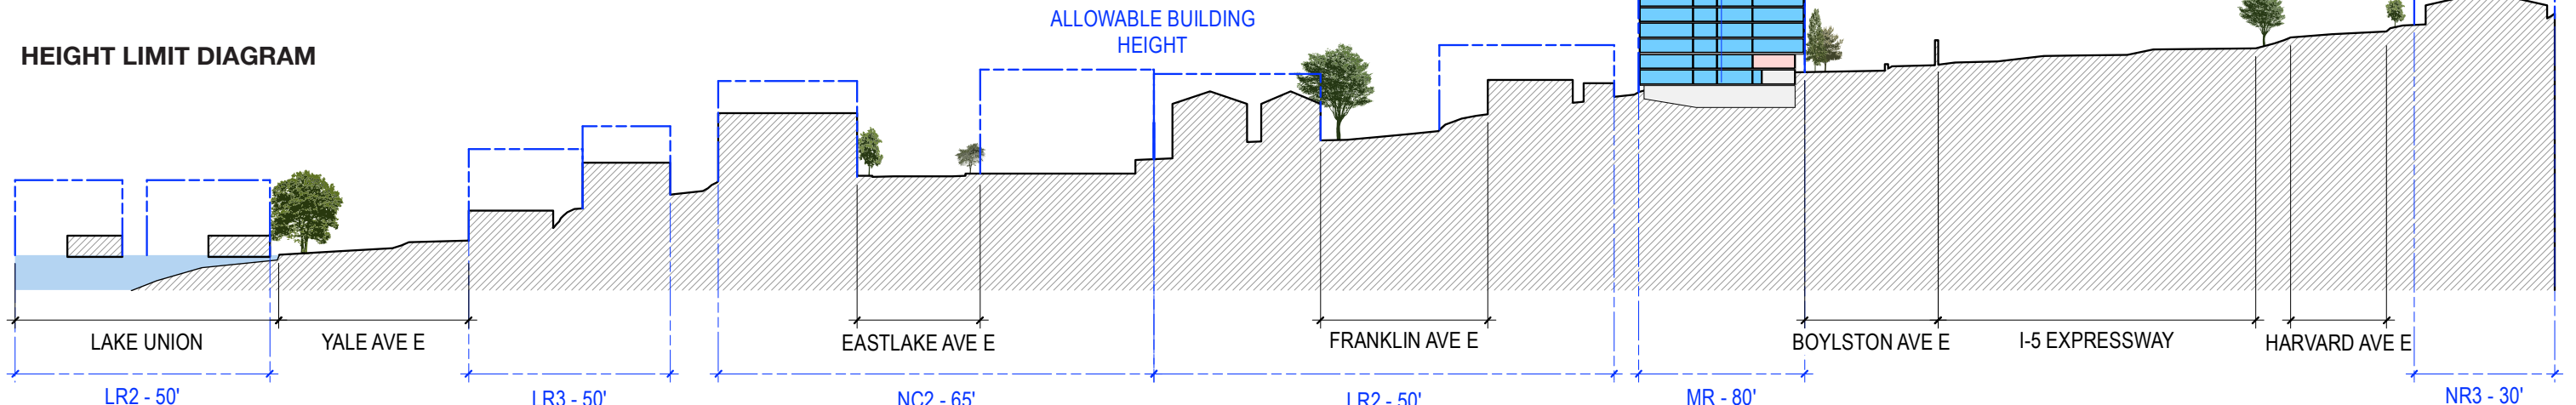 ALLOWABLE BUILDING
HEIGHT
HEIGHT LIMIT DIAGRAM
LAKE UNION
YALE AVE E
EASTLAKE AVE E
FRANKLIN AVE E
BOYLSTON AVE E
I-5 EXPRESSWAY
HARVARD AVE E
LR2 - 50'
LR3 - 50'
NC2 - 65'
LR2 - 50'
MR - 80'
NR3 - 30'